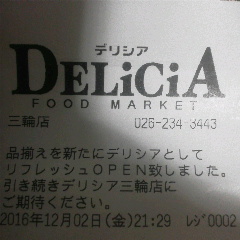 デリシア
DELiCiA
FOOD MARKET
三輪店 026-234-3443
品揃えを新たにデリシアとして
リフレッシュOPEN致しました。
引き続きデリシア三輪店に
ご期待ください。
2016年12月02日(金)21:29 レジ0002